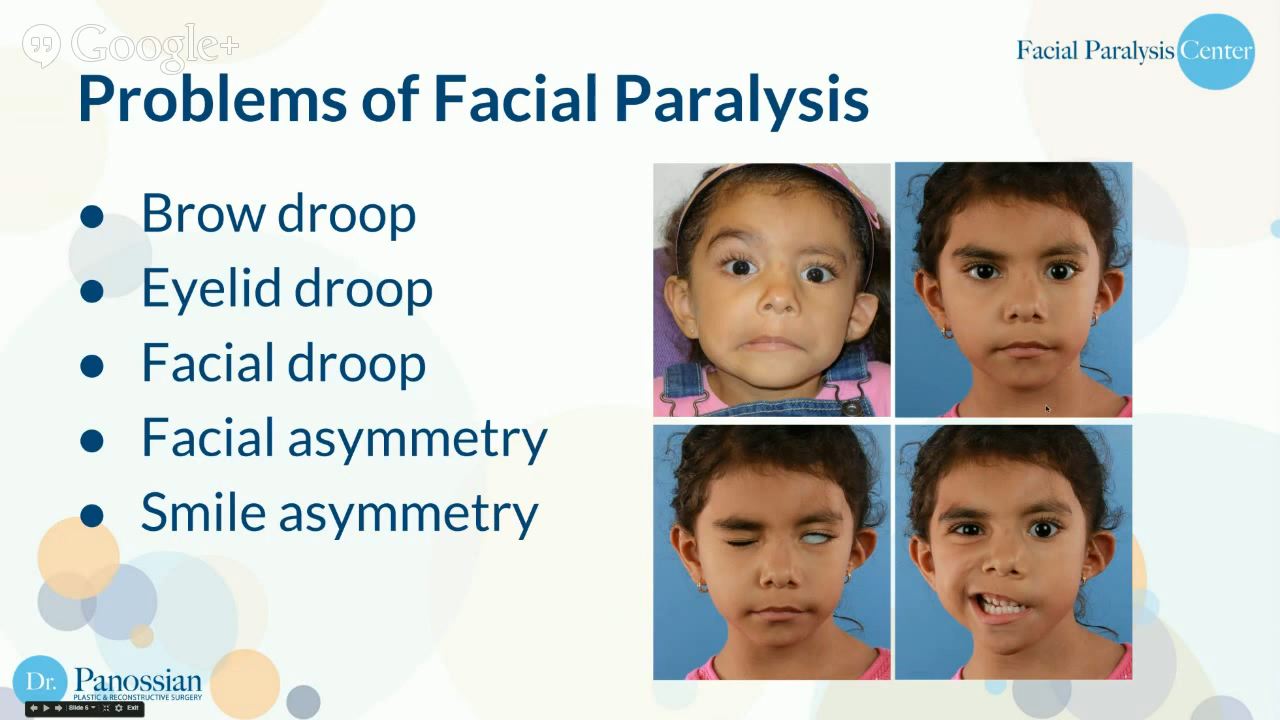 Google+
Facial Paralysis Center
Problems of Facial Paralysis
● Brow droop
● Eyelid droop
● Facial droop
● Facial asymmetry
● Smile asymmetry
Dr. Panossian
PLASTIC & RECONSTRUCTIVE SURGERY
Slide 6
Exit